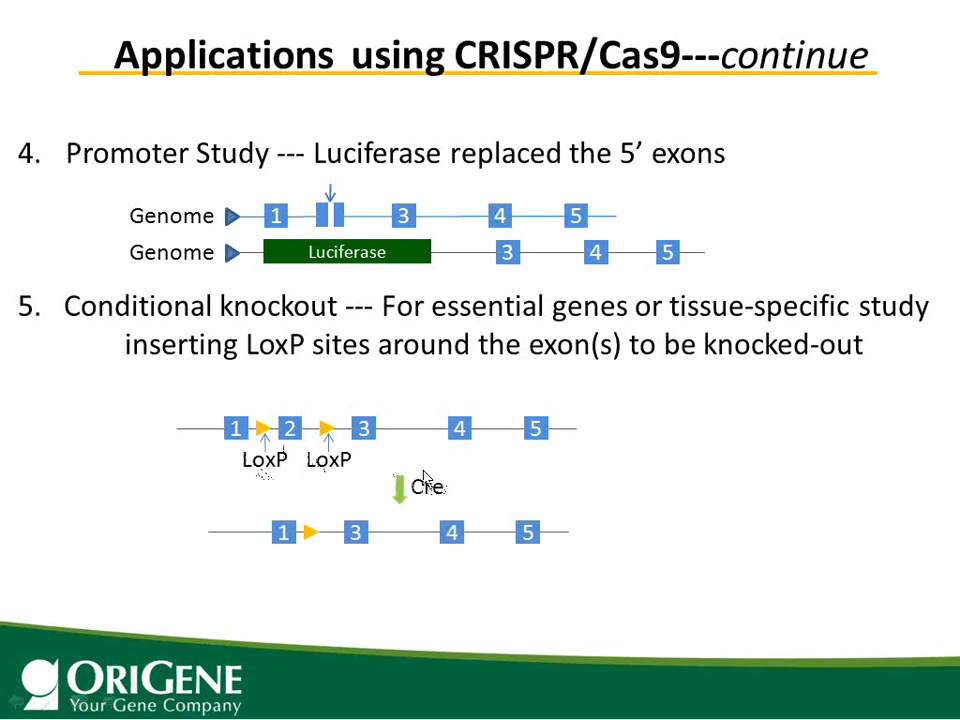 Applications using CRISPR/Cas9---continue
4. Promoter Study --- Luciferase replaced the 5’ exons
Genome 1 3 4 5
Genome Luciferase 3 4 5
5. Conditional knockout --- For essential genes or tissue-specific study
inserting LoxP sites around the exon(s) to be knocked-out
1 2 3 4 5
LoxP LoxP
Cre
1 3 4 5
ORIGENE
Your Gene Company